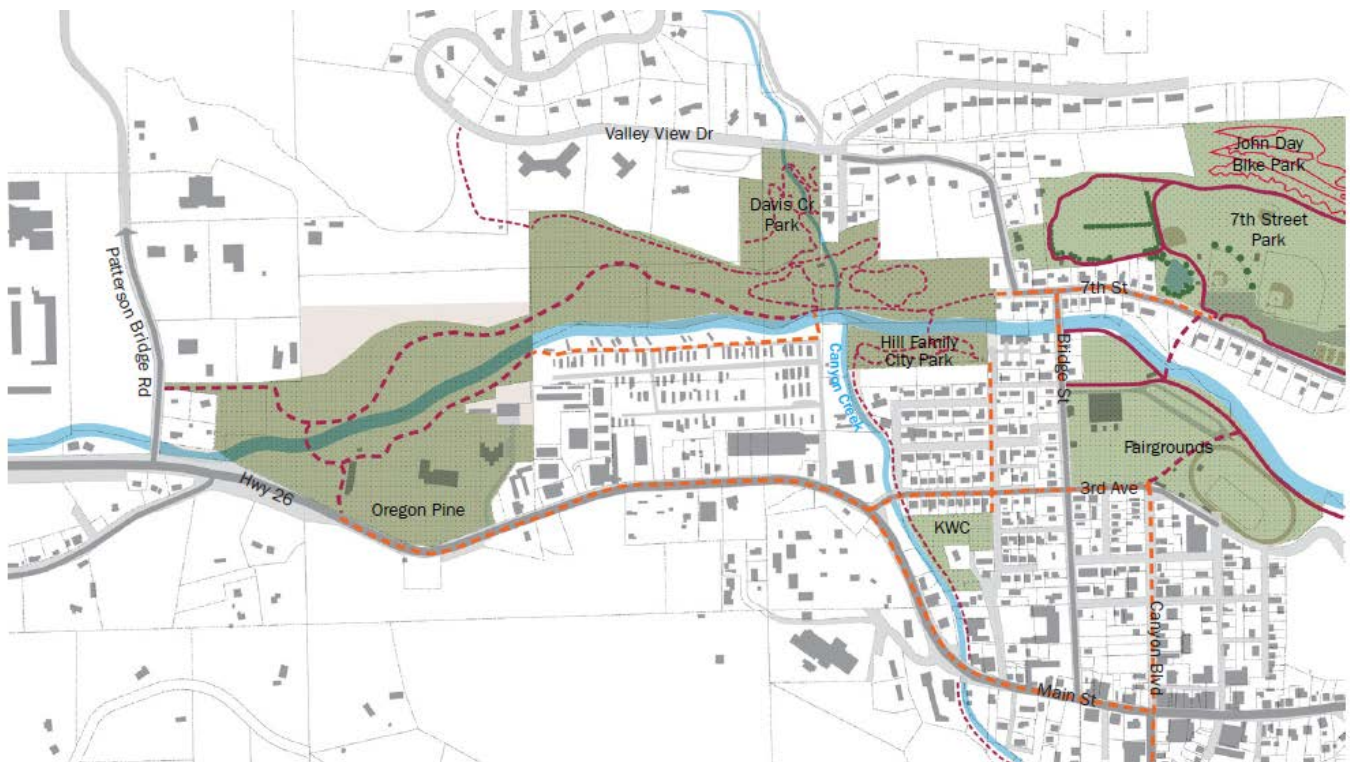 Valley View Dr
John Day
Bike Park
Davis Cr
Park
7th Street
Park
Patterson Bridge Rd
7th St
Hill Family
City Park
Bridge St
Canyon Creek
Fairgrounds
Hwy 26
Oregon Pine
3rd Ave
KWC
Canyon Blvd
Main St